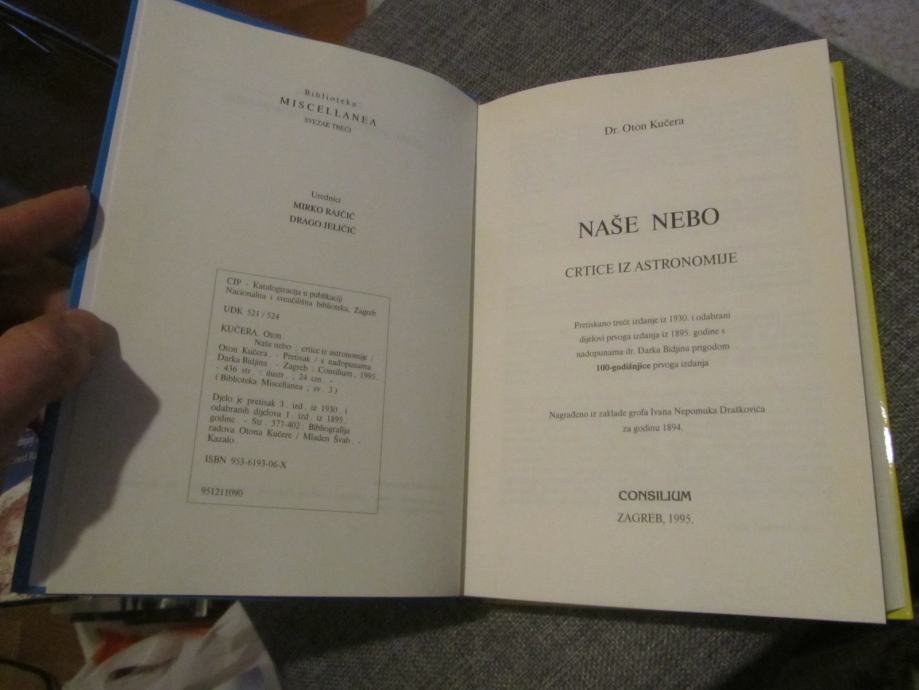 Biblioteka
MISCELLANEA
SVEZAK TREĆI
Urednici
MIRKO RAJČIĆ
DRAGO JELIČIĆ
CIP - Katalogizacija u publikaciji
Nacionalna i sveučilišna biblioteka, Zagreb
UDK 521 / 524
KUČERA, Oton
Naše nebo : crtice iz astronomije /
Oton Kučera . - Pretisak / s nadopunama
Darka Bidjina . - Zagreb : Consilium , 1995.
- 436 str. : ilustr. ; 24 cm. -
( Biblioteka Miscellanea ; sv. 3 )
Djelo je pretisak 3. izd. iz 1930. i
odabranih dijelova 1. izd. iz 1895.
godine . - Str. 377-402 : Bibliografija
radova Otona Kučere / Mladen Švab . -
Kazalo.
ISBN 953-6193-06-X
951211090
Dr. Oton Kučera
NAŠE NEBO
CRTICE IZ ASTRONOMIJE
Pretiskano treće izdanje iz 1930. i odabrani
dijelovi prvoga izdanja iz 1895. godine s
nadopunama dr. Darka Bidjina prigodom
100-godišnjice prvoga izdanja
Nagrađeno iz zaklade grofa Ivana Nepomuka Draškovića
za godinu 1894.
CONSILIUM
ZAGREB, 1995.